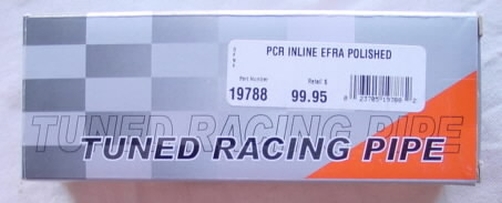 PCR INLINE EFRA POLISHED
Part Number Retail $
19788 99.95
TUNED RACING PIPE
TUNED RACING PIPE